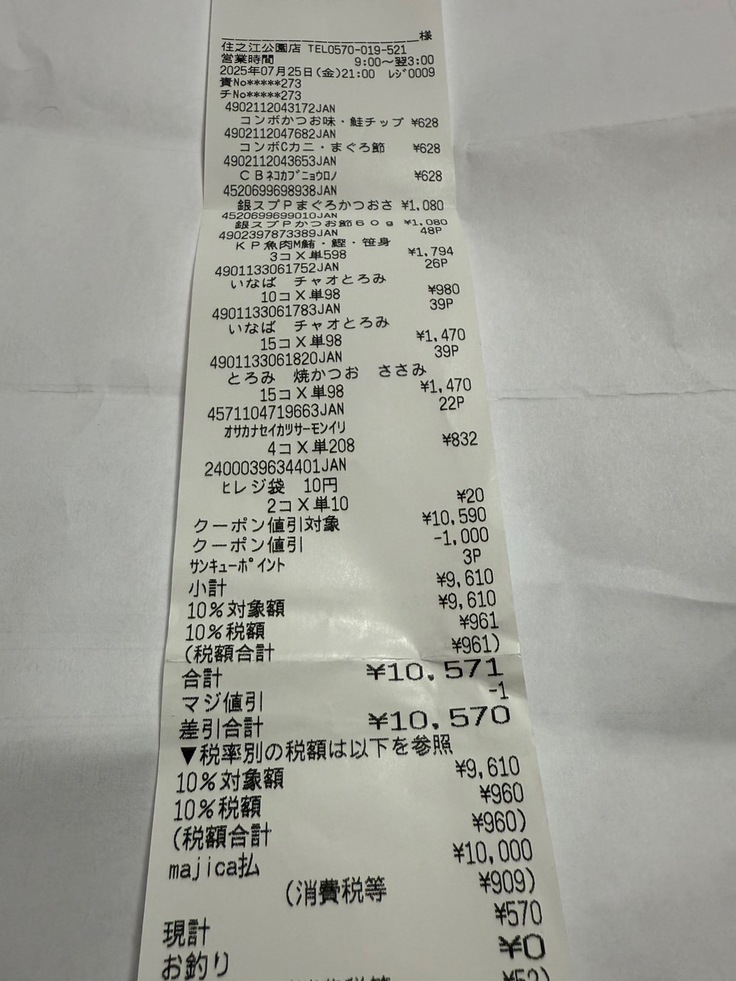 様
住之江公園店 TEL0570-019-521
営業時間 9:00～翌3:00
2025年07月25日(金)21:00 ﾚｼﾞ0009
責No*****273
チNo*****273
4902112043172JAN
コンボかつお味・鮭チップ ¥628
4902112047682JAN
コンボCカニ・まぐろ節 ¥628
4902112043653JAN
ＣＢﾈｺｶﾌﾞﾆｮｳﾛﾉ ¥628
4520699698938JAN
銀スプPまぐろかつおさ ¥1,080
4520699699010JAN
銀スプPかつお節６０ｇ ¥1,080
4902397873389JAN 48P
ＫＰ魚肉M鮪・鰹・笹身
3コＸ単598 ¥1,794
4901133061752JAN 26P
いなば チャオとろみ
10コＸ単98 ¥980
4901133061783JAN 39P
いなば チャオとろみ
15コＸ単98 ¥1,470
4901133061820JAN 39P
とろみ 焼かつお ささみ
15コＸ単98 ¥1,470
4571104719663JAN 22P
ｵｻｶﾅｾｲｶﾂｻｰﾓﾝｲﾘ
4コＸ単208 ¥832
2400039634401JAN
ﾋレジ袋 10円
2コＸ単10 ¥20
クーポン値引対象 ¥10,590
クーポン値引 -1,000
ｻﾝｷｭｰﾎﾟｲﾝﾄ 3P
小計 ¥9,610
10%対象額 ¥9,610
10%税額 ¥961
(税額合計 ¥961)
合計 ¥10,571
マジ値引 -1
差引合計 ¥10,570
▼税率別の税額は以下を参照
10%対象額 ¥9,610
10%税額 ¥960
(税額合計 ¥960)
majica払 ¥10,000
(消費税等 ¥909)
現計 ¥570
お釣り ¥0